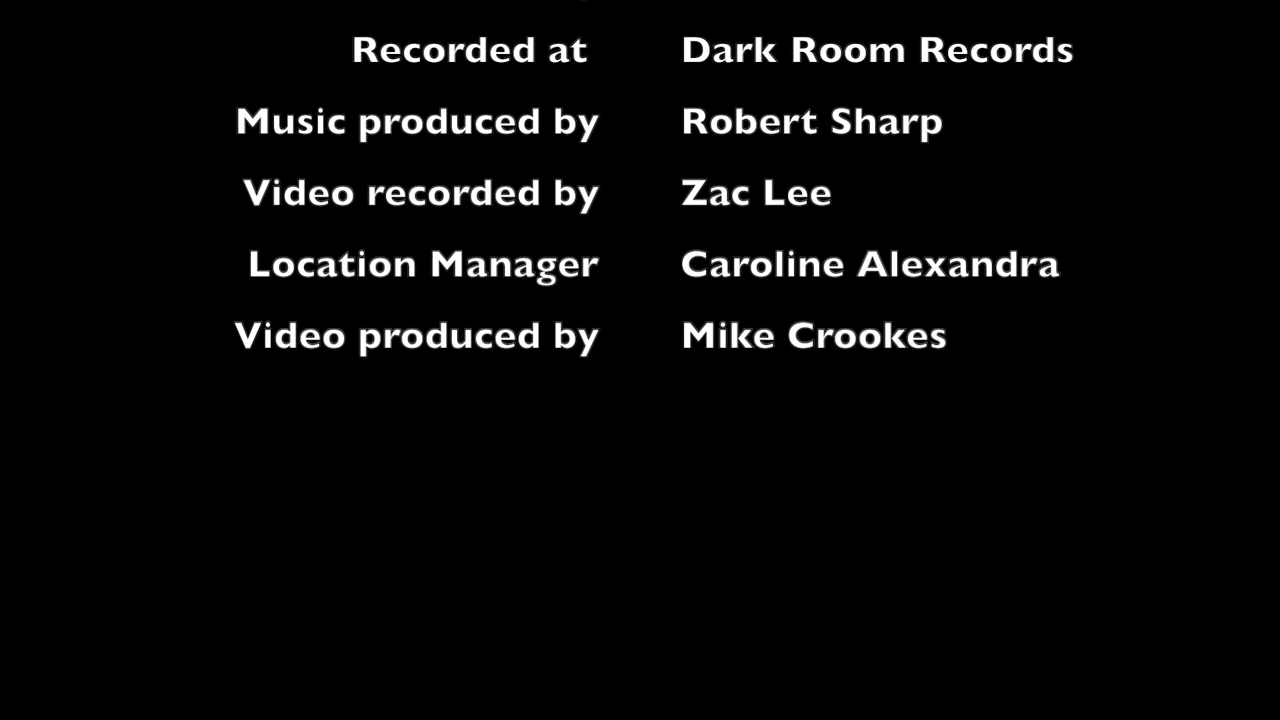 Recorded at Dark Room Records
Music produced by Robert Sharp
Video recorded by Zac Lee
Location Manager Caroline Alexandra
Video produced by Mike Crookes